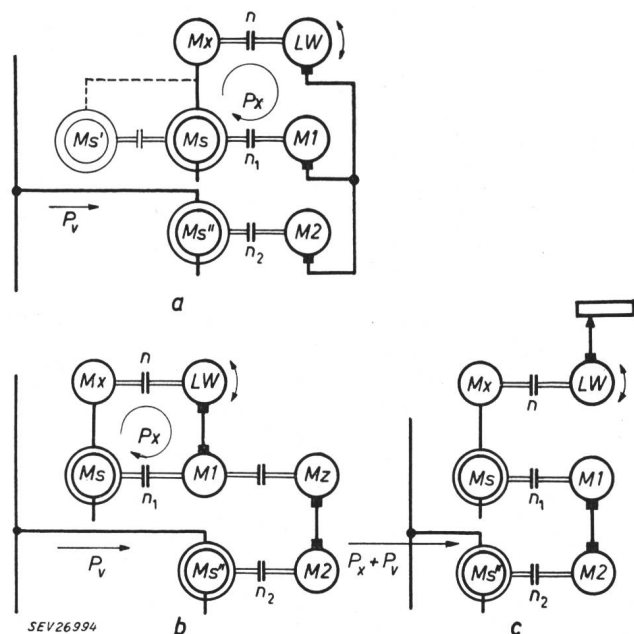 n
Mx LW
Px
Ms' Ms M1
n₁
Pᵥ
Ms" M2
n₂
a
n
Mx LW
Px
Ms M1 Mz
n₁
Pᵥ
Ms" M2
n₂
b
Mx LW
n
Ms M1
n₁
Pₓ + Pᵥ
Ms" M2
n₂
c
SEV26994